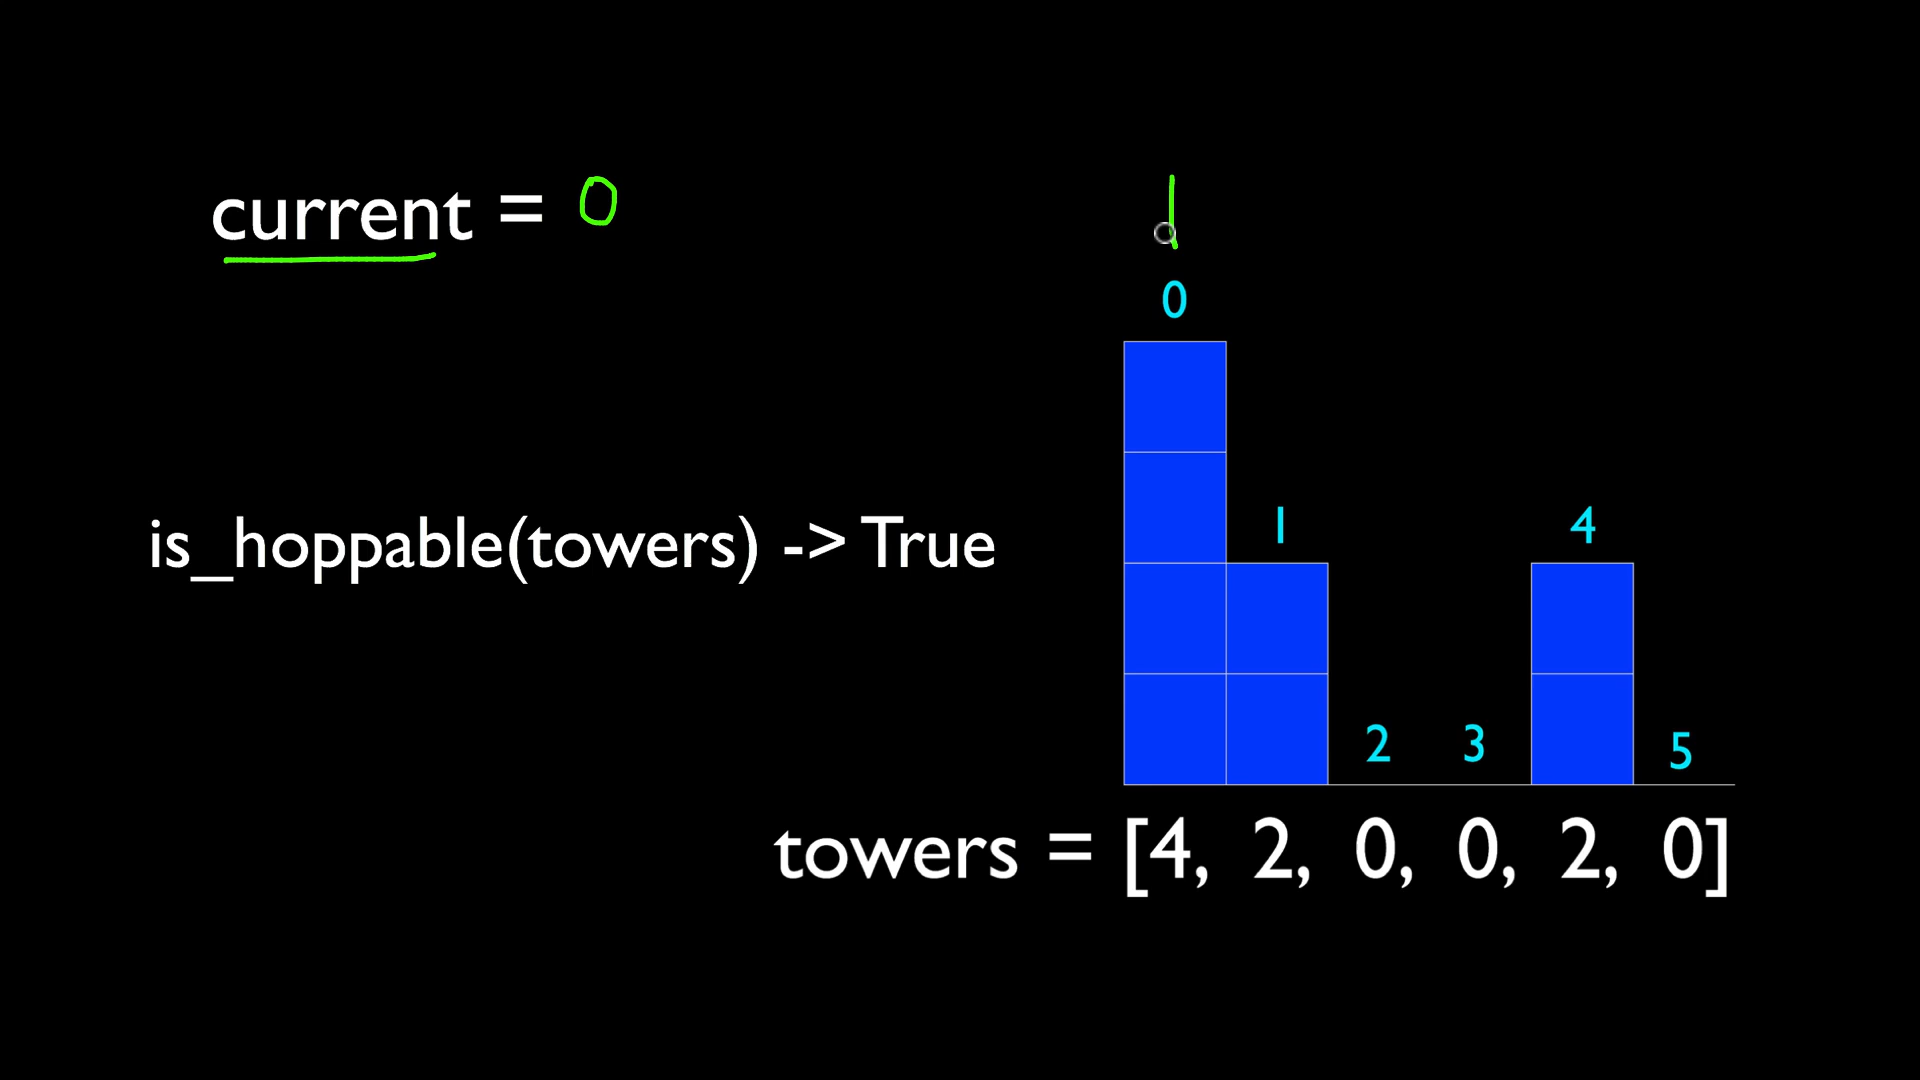 current = 0
0
1
4
2
3
5
is_hoppable(towers) -> True
towers = [4, 2, 0, 0, 2, 0]